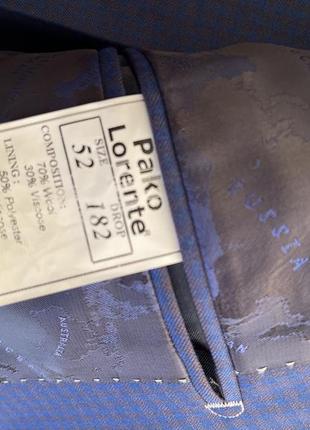 Pako
Lorente®
SIZE DROP
52 182
COMPOSITION:
70% Wool
30% Viscose
LINING:
50% Polyester
RUSSIA
AUSTRALIA